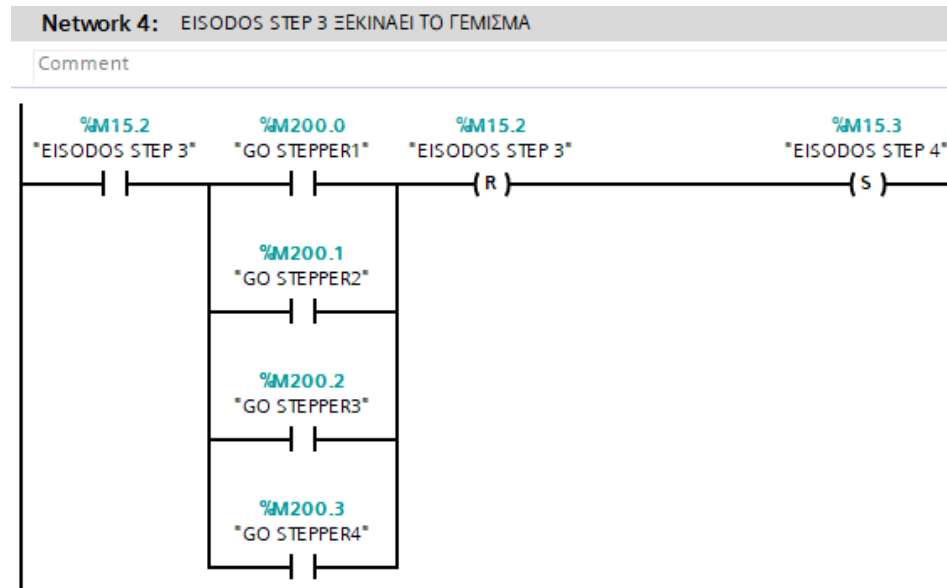 Network 4: EISODOS STEP 3 ΞΕΚΙΝΑΕΙ ΤΟ ΓΕΜΙΣΜΑ
Comment
%M15.2 %M200.0 %M15.2 %M15.3
"EISODOS STEP 3" "GO STEPPER1" "EISODOS STEP 3" "EISODOS STEP 4"
R S
%M200.1
"GO STEPPER2"
%M200.2
"GO STEPPER3"
%M200.3
"GO STEPPER4"